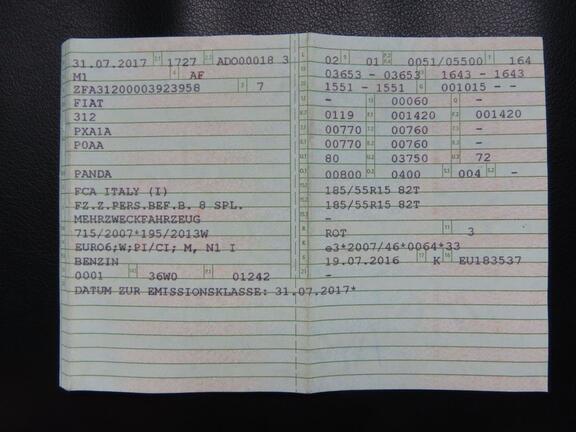 31.07.2017 1727 ADO00018 3
M1 AF
ZFA31200003923958 7
FIAT
312
PXA1A
P0AA
PANDA
FCA ITALY (I)
FZ.Z.PERS.BEF.B. 8 SPL.
MEHRZWECKFAHRZEUG
715/2007*195/2013W
EURO6;W;PI/CI; M, N1 I
BENZIN
0001 36W0 01242
DATUM ZUR EMISSIONSKLASSE: 31.07.2017*
02 01 0051/05500 164
03653 - 03653 1643 - 1643
1551 - 1551 001015 - -
- 00060 -
0119 001420 001420
00770 00760 -
00770 00760 -
80 03750 72
00800 0400 004 -
185/55R15 82T
185/55R15 82T
-
ROT 3
e3*2007/46*0064*33
19.07.2016 K EU183537
-